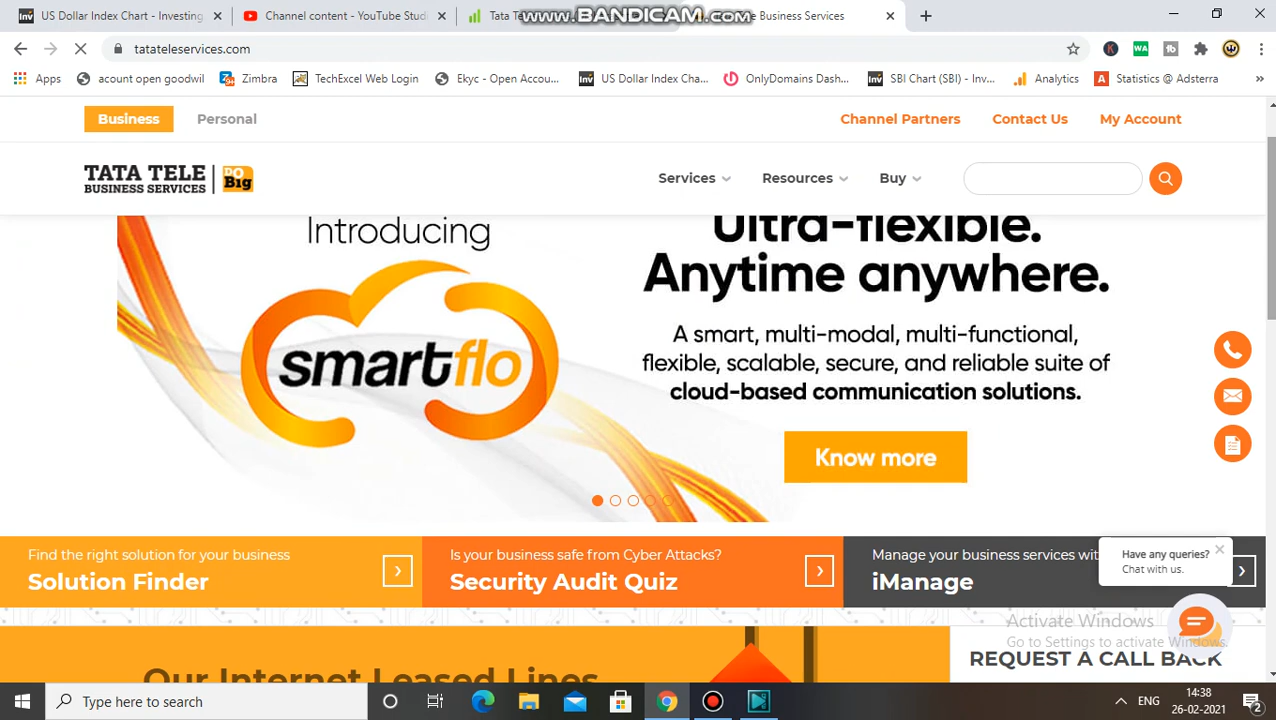 US Dollar Index Chart - Investing
Channel content - YouTube Studio
Tata Te
www.BANDICAM.com
Business Services
tatateleservices.com
Apps
acount open goodwil
Zimbra
TechExcel Web Login
Ekyc - Open Accou...
US Dollar Index Cha...
OnlyDomains Dash...
SBI Chart (SBI) - Inv...
Analytics
Statistics @ Adsterra
Business
Personal
Channel Partners
Contact Us
My Account
TATA TELE
BUSINESS SERVICES
DO
Big
Services
Resources
Buy
Introducing
smartflo
Ultra-flexible.
Anytime anywhere.
A smart, multi-modal, multi-functional,
flexible, scalable, secure, and reliable suite of
cloud-based communication solutions.
Know more
Find the right solution for your business
Solution Finder
Is your business safe from Cyber Attacks?
Security Audit Quiz
Manage your business services wit
iManage
Have any queries?
Chat with us.
Activate Windows
Go to Settings to activate Windows.
Our Internet Leased Lines
REQUEST A CALL BACK
Type here to search
ENG
14:38
26-02-2021
2